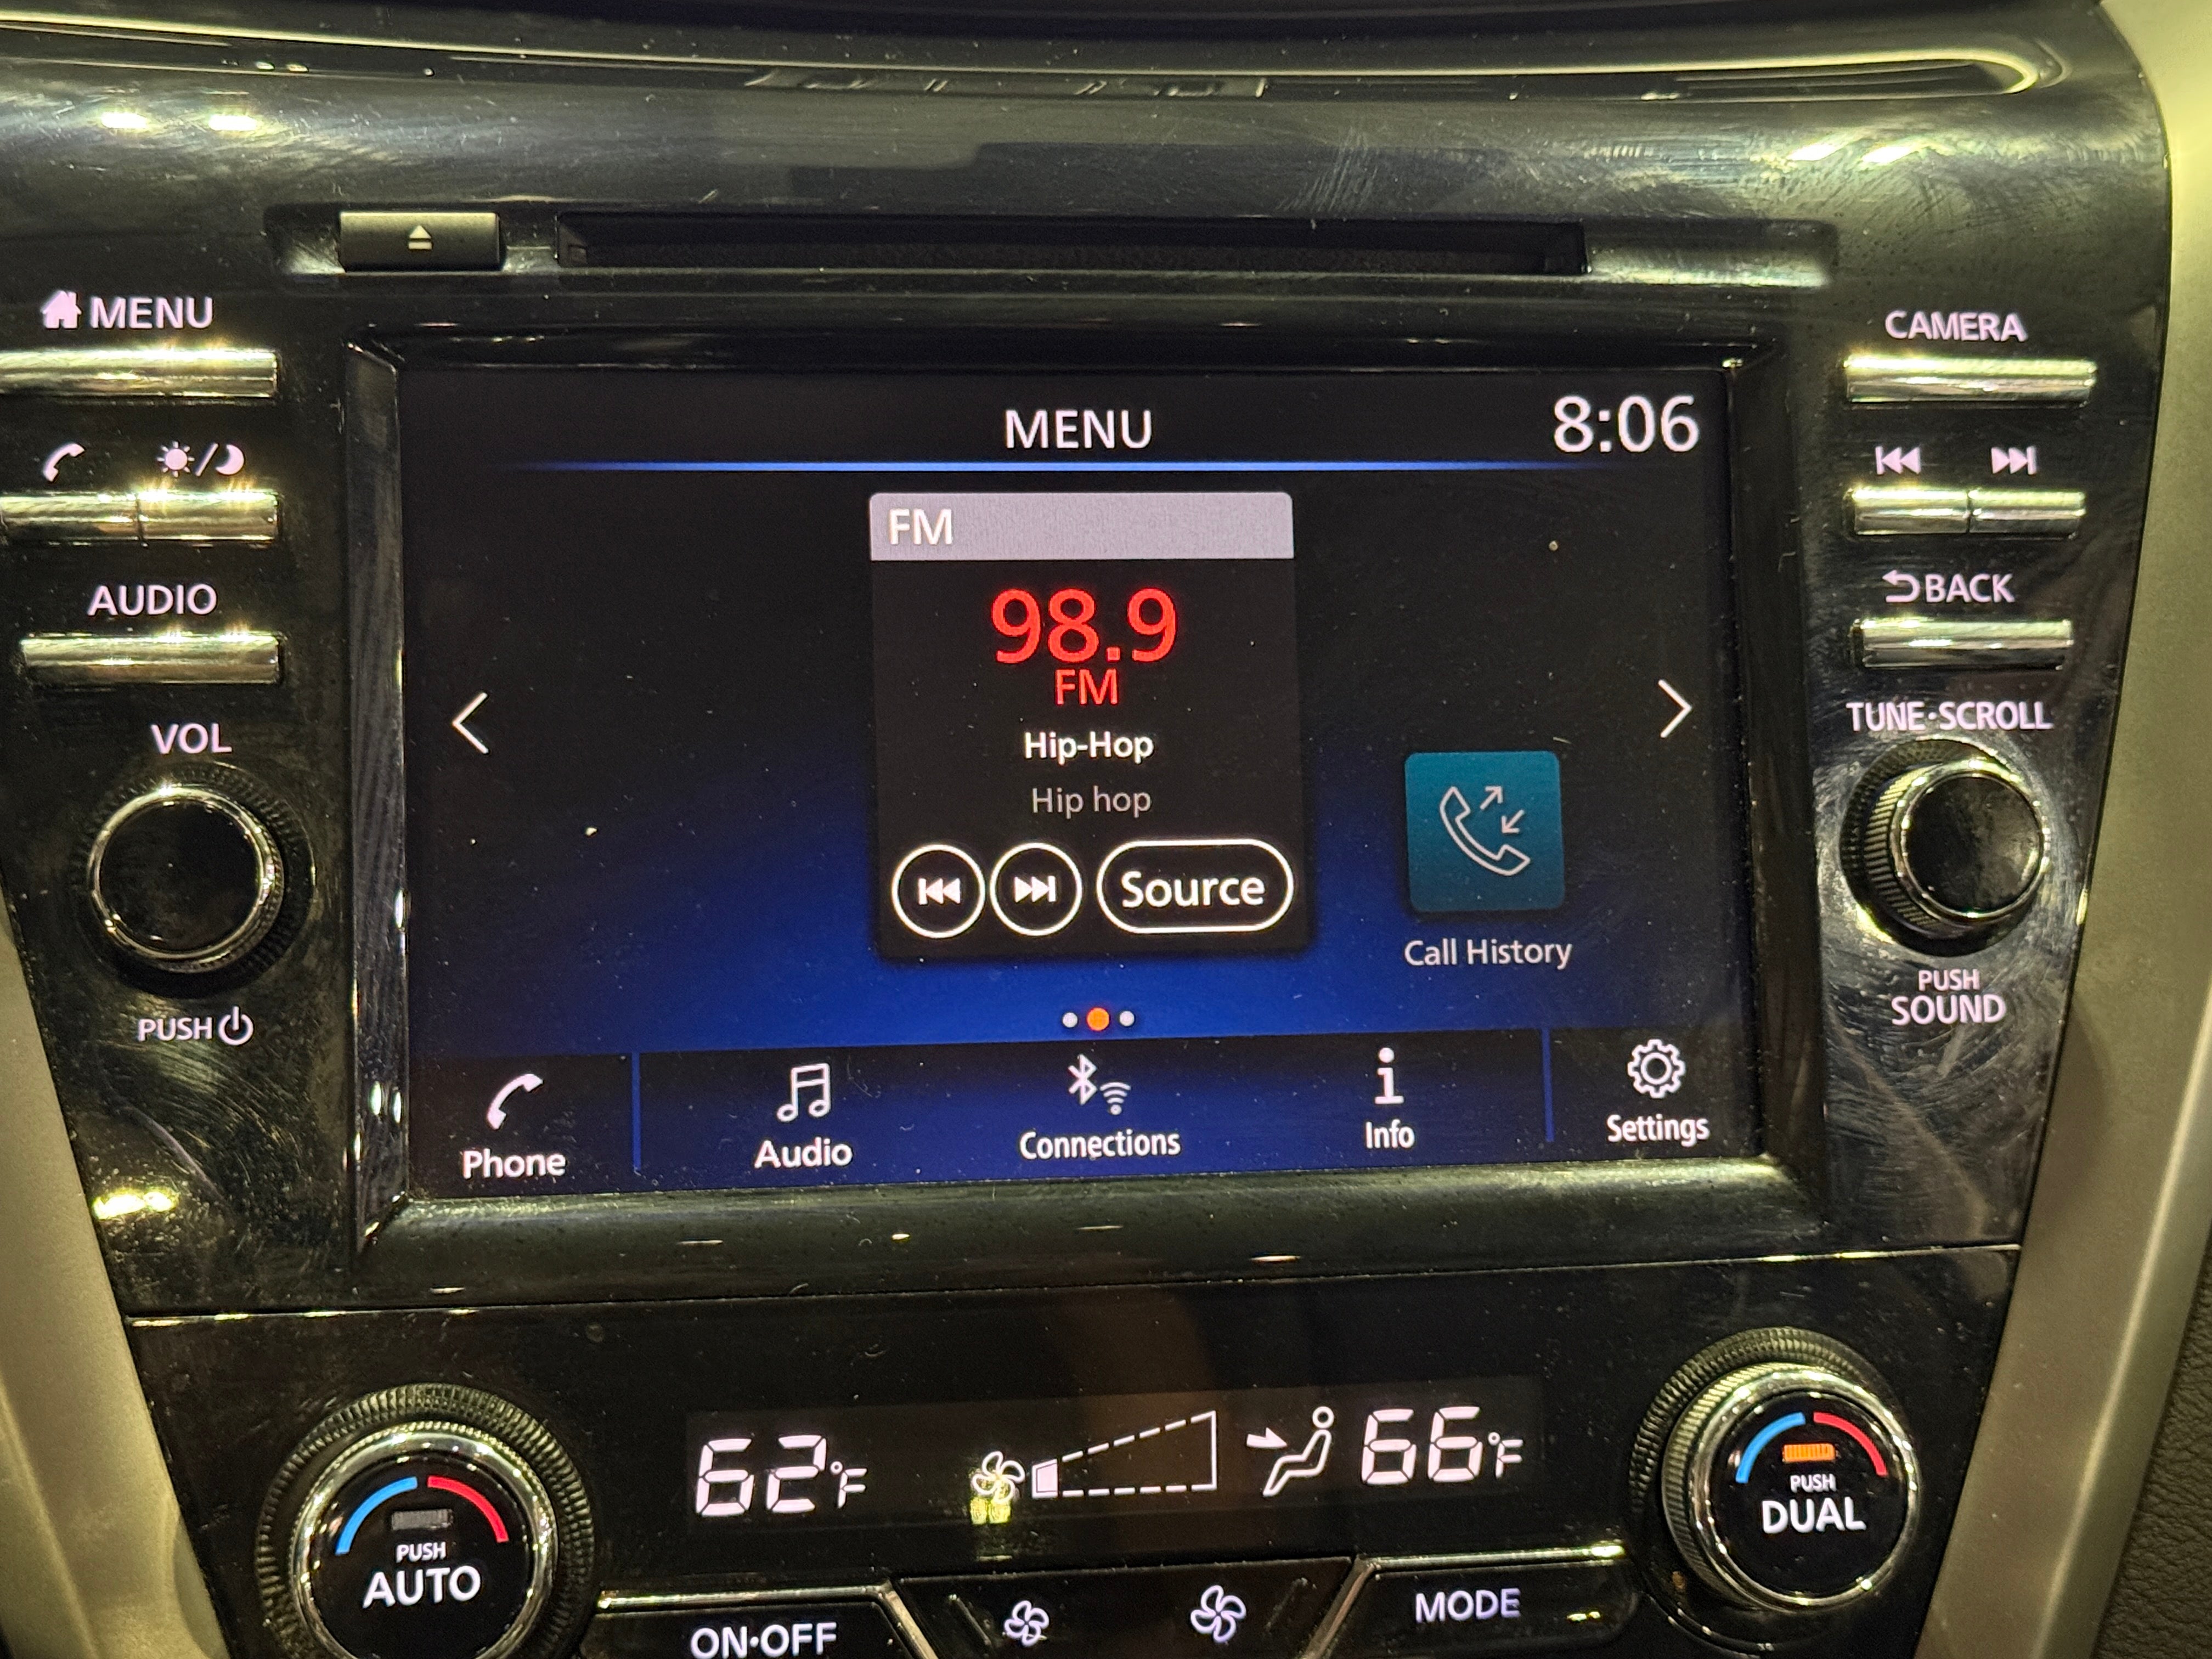 MENU
CAMERA
MENU
8:06
FM
AUDIO
98.9
FM
BACK
VOL
Hip-Hop
TUNE·SCROLL
Hip hop
Source
Call History
PUSH
PUSH
SOUND
Phone
Audio
Connections
Info
Settings
62°F
66°F
PUSH
AUTO
PUSH
DUAL
ON·OFF
MODE